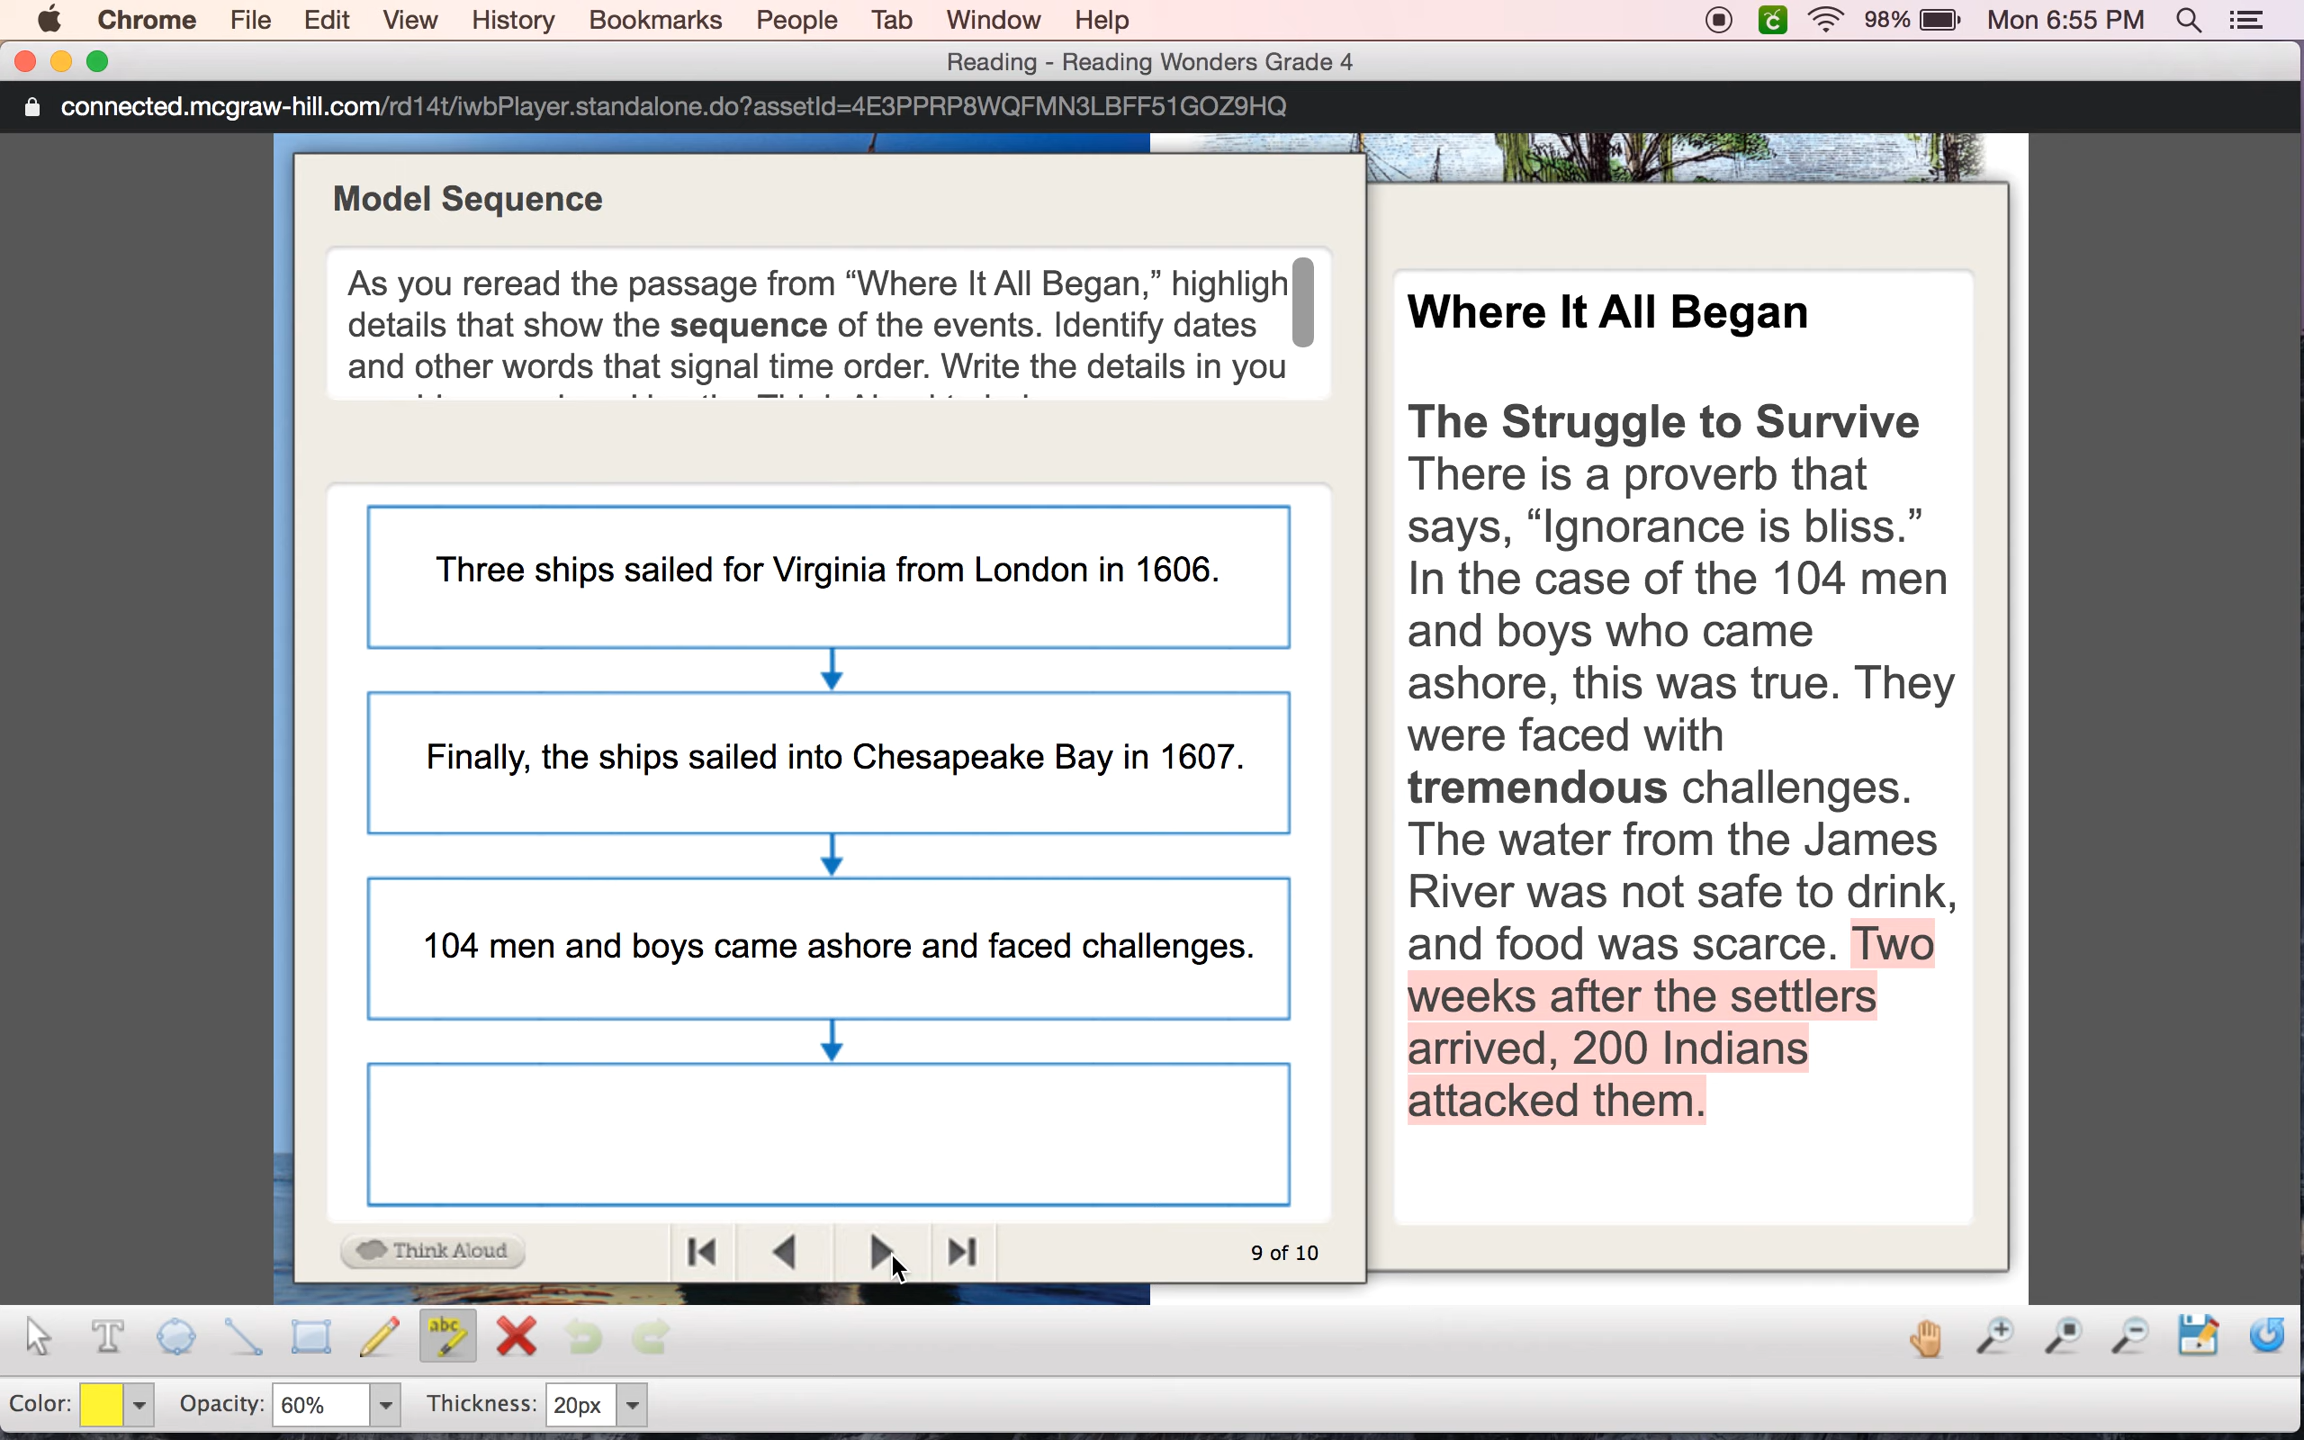 Chrome File Edit View History Bookmarks People Tab Window Help 98% Mon 6:55 PM
Reading - Reading Wonders Grade 4
connected.mcgraw-hill.com/rd14t/iwbPlayer.standalone.do?assetId=4E3PPRP8WQFMN3LBFF51GOZ9HQ
Model Sequence
As you reread the passage from “Where It All Began,” highligh
details that show the sequence of the events. Identify dates
and other words that signal time order. Write the details in you
Three ships sailed for Virginia from London in 1606.
Finally, the ships sailed into Chesapeake Bay in 1607.
104 men and boys came ashore and faced challenges.
Think Aloud
9 of 10
Where It All Began
The Struggle to Survive
There is a proverb that
says, “Ignorance is bliss.”
In the case of the 104 men
and boys who came
ashore, this was true. They
were faced with
tremendous challenges.
The water from the James
River was not safe to drink,
and food was scarce. Two
weeks after the settlers
arrived, 200 Indians
attacked them.
T
abc
Color: Opacity: 60% Thickness: 20px